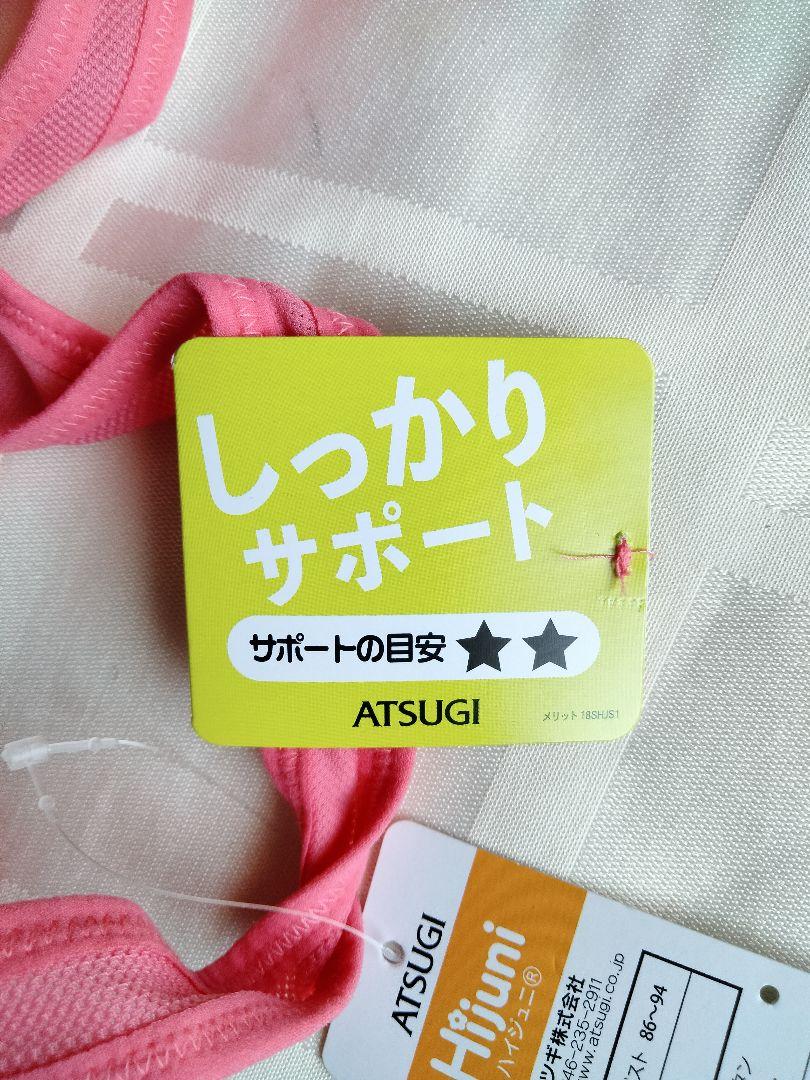 しっかり
サポート
サポートの目安 ★ ★
ATSUGI
メリット 18SHJS1
ATSUGI
Hijuni
ハイジュニ®
ツギ株式会社
46-235-2911
www.atsugi.co.jp
スト 86~94